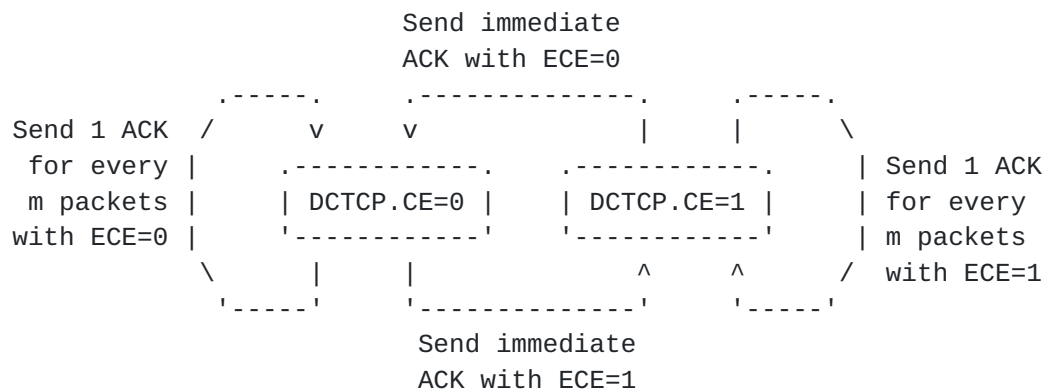 Send immediate
ACK with ECE=0
Send 1 ACK
for every
m packets
with ECE=0
DCTCP.CE=0
DCTCP.CE=1
Send 1 ACK
for every
m packets
with ECE=1
Send immediate
ACK with ECE=1